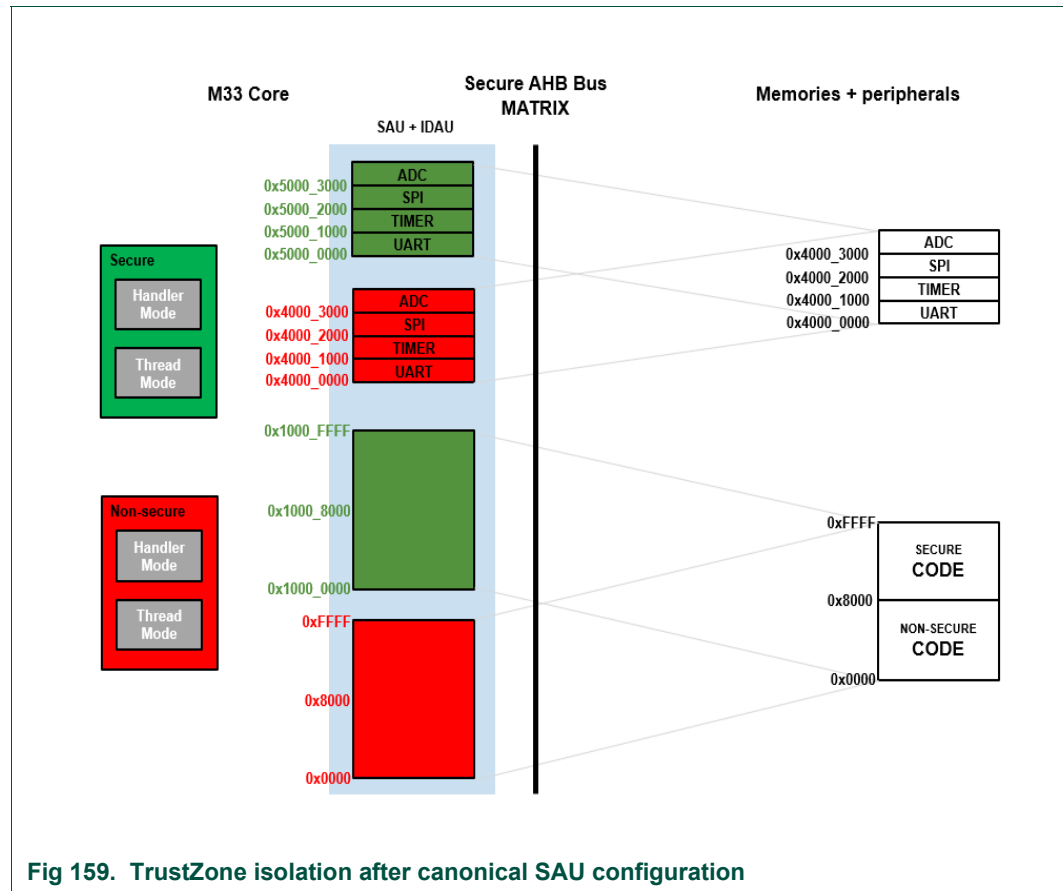 M33 Core
Secure AHB Bus
MATRIX
Memories + peripherals
SAU + IDAU
ADC
0x5000_3000
SPI
0x5000_2000
TIMER
0x5000_1000
UART
0x5000_0000
Secure
Handler
Mode
Thread
Mode
ADC
0x4000_3000
SPI
0x4000_2000
TIMER
0x4000_1000
UART
0x4000_0000
ADC
0x4000_3000
SPI
0x4000_2000
TIMER
0x4000_1000
UART
0x4000_0000
0x1000_FFFF
0x1000_8000
0x1000_0000
Non-secure
Handler
Mode
Thread
Mode
0xFFFF
0x8000
0x0000
0xFFFF
SECURE
CODE
0x8000
NON-SECURE
CODE
0x0000
Fig 159. TrustZone isolation after canonical SAU configuration